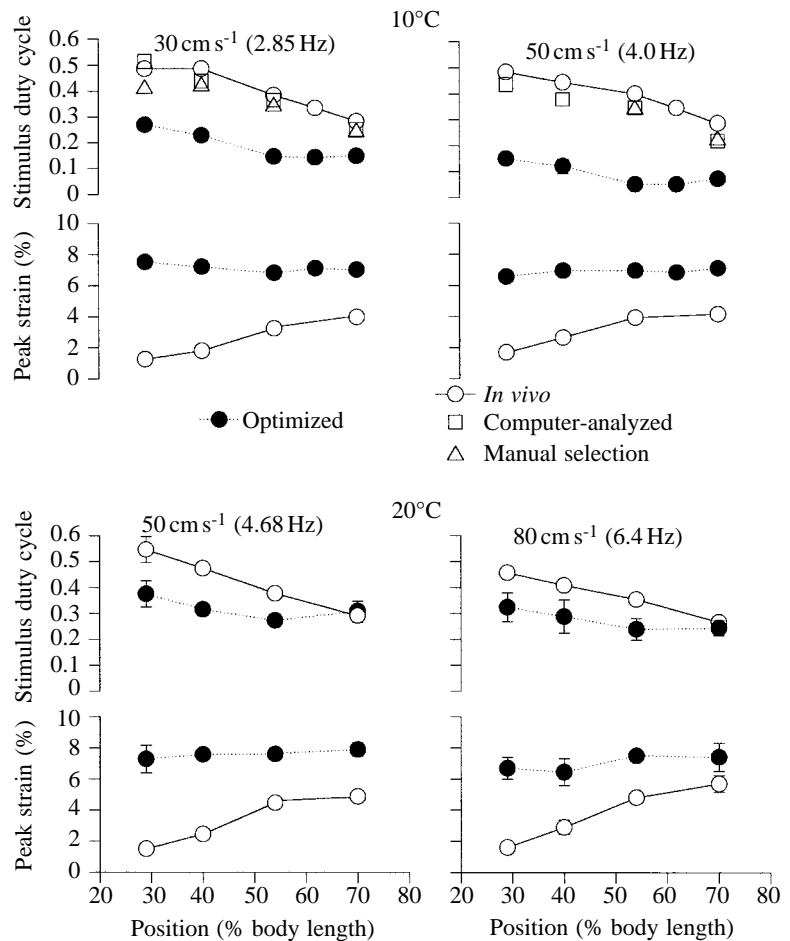 10°C
30 cm s-1 (2.85 Hz)
50 cm s-1 (4.0 Hz)
Stimulus duty cycle
0.6
0.5
0.4
0.3
0.2
0.1
0
Peak strain (%)
10
8
6
4
2
0
Optimized
In vivo
Computer-analyzed
Manual selection
20°C
50 cm s-1 (4.68 Hz)
80 cm s-1 (6.4 Hz)
Stimulus duty cycle
0.6
0.5
0.4
0.3
0.2
0.1
0
Peak strain (%)
10
8
6
4
2
0
20 30 40 50 60 70 80
20 30 40 50 60 70 80
Position (% body length)
Position (% body length)